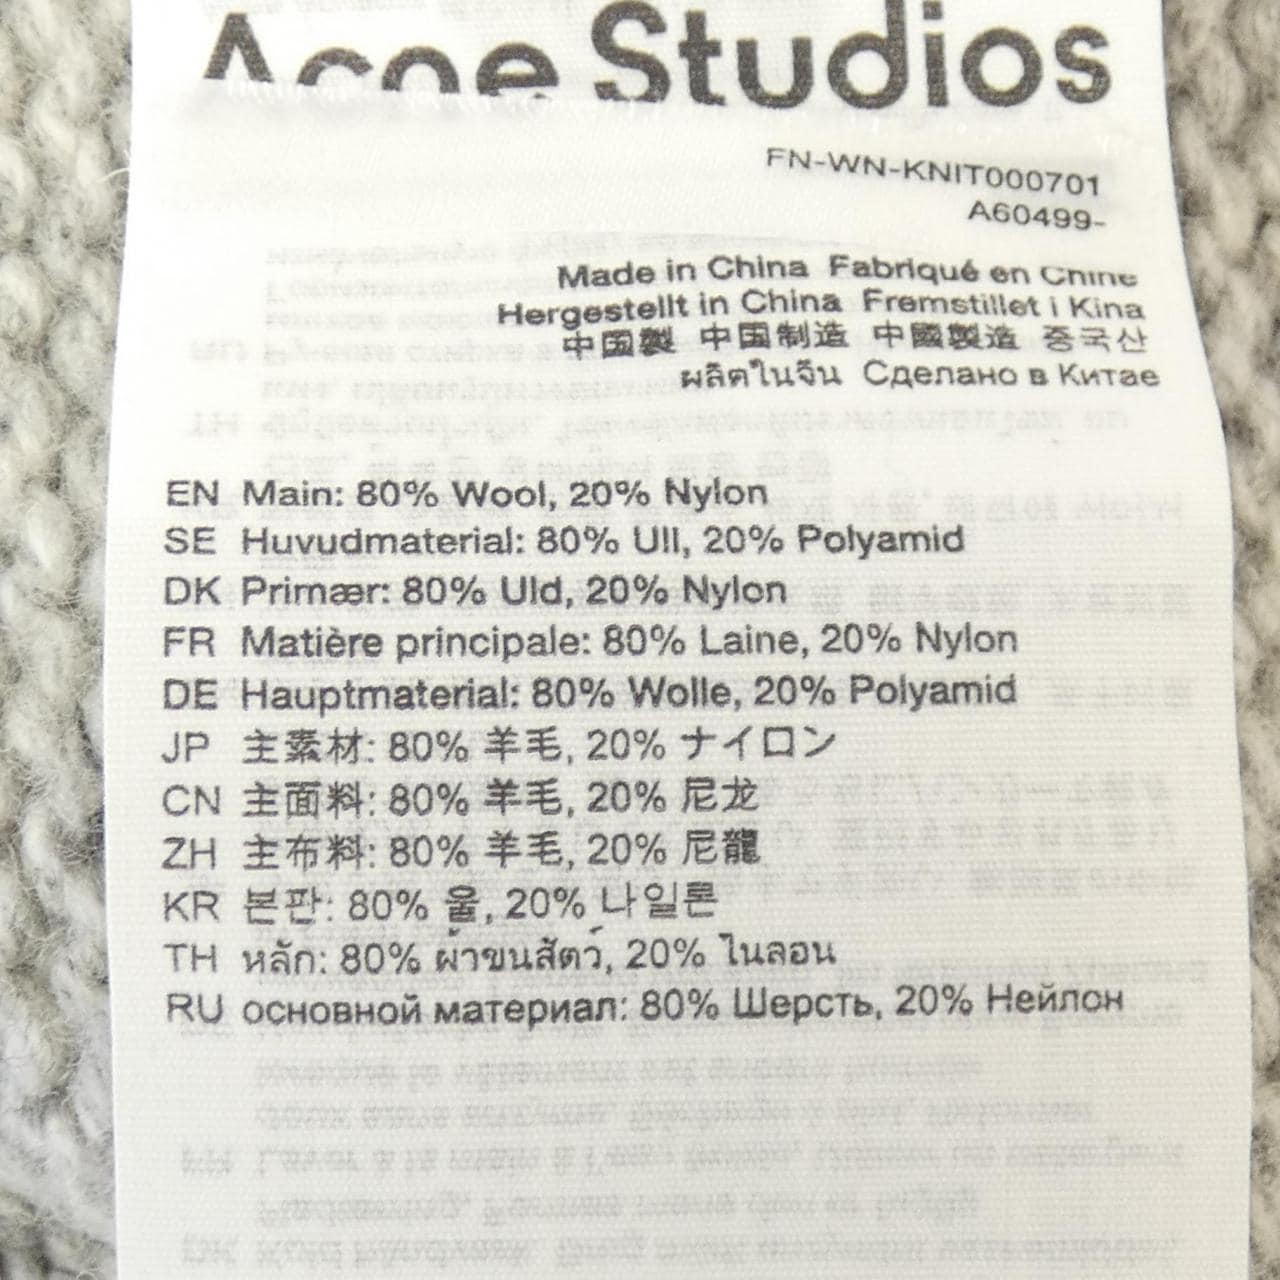 Acne Studios
FN-WN-KNIT000701
A60499-
Made in China Fabriqué en Chine
Hergestellt in China Fremstillet i Kina
中国製 中国制造 中國製造 중국산
ผลิตในจีน Сделано в Китае
EN Main: 80% Wool, 20% Nylon
SE Huvudmaterial: 80% Ull, 20% Polyamid
DK Primær: 80% Uld, 20% Nylon
FR Matière principale: 80% Laine, 20% Nylon
DE Hauptmaterial: 80% Wolle, 20% Polyamid
JP 主素材: 80% 羊毛, 20% ナイロン
CN 主面料: 80% 羊毛, 20% 尼龙
ZH 主布料: 80% 羊毛, 20% 尼龍
KR 본판: 80% 울, 20% 나일론
TH หลัก: 80% ผ้าขนสัตว์, 20% ไนลอน
RU основной материал: 80% Шерсть, 20% Нейлон